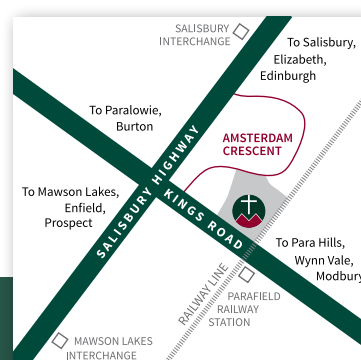 SALISBURY
INTERCHANGE
To Salisbury,
Elizabeth,
Edinburgh
To Paralowie,
Burton
AMSTERDAM
CRESCENT
SALISBURY HIGHWAY
KINGS ROAD
To Mawson Lakes,
Enfield,
Prospect
To Para Hills,
Wynn Vale,
Modbury
RAILWAY LINE
PARAFIELD
RAILWAY
STATION
MAWSON LAKES
INTERCHANGE